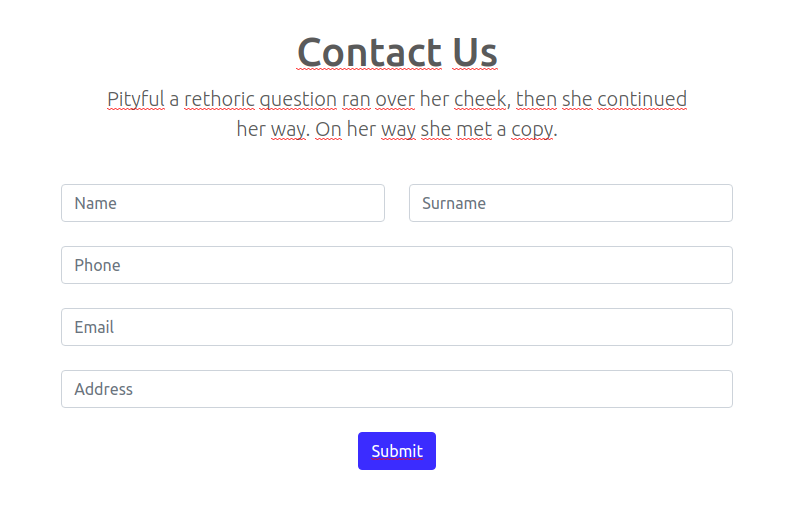 Contact Us
Pityful a rethoric question ran over her cheek, then she continued
her way. On her way she met a copy.
Name
Surname
Phone
Email
Address
Submit